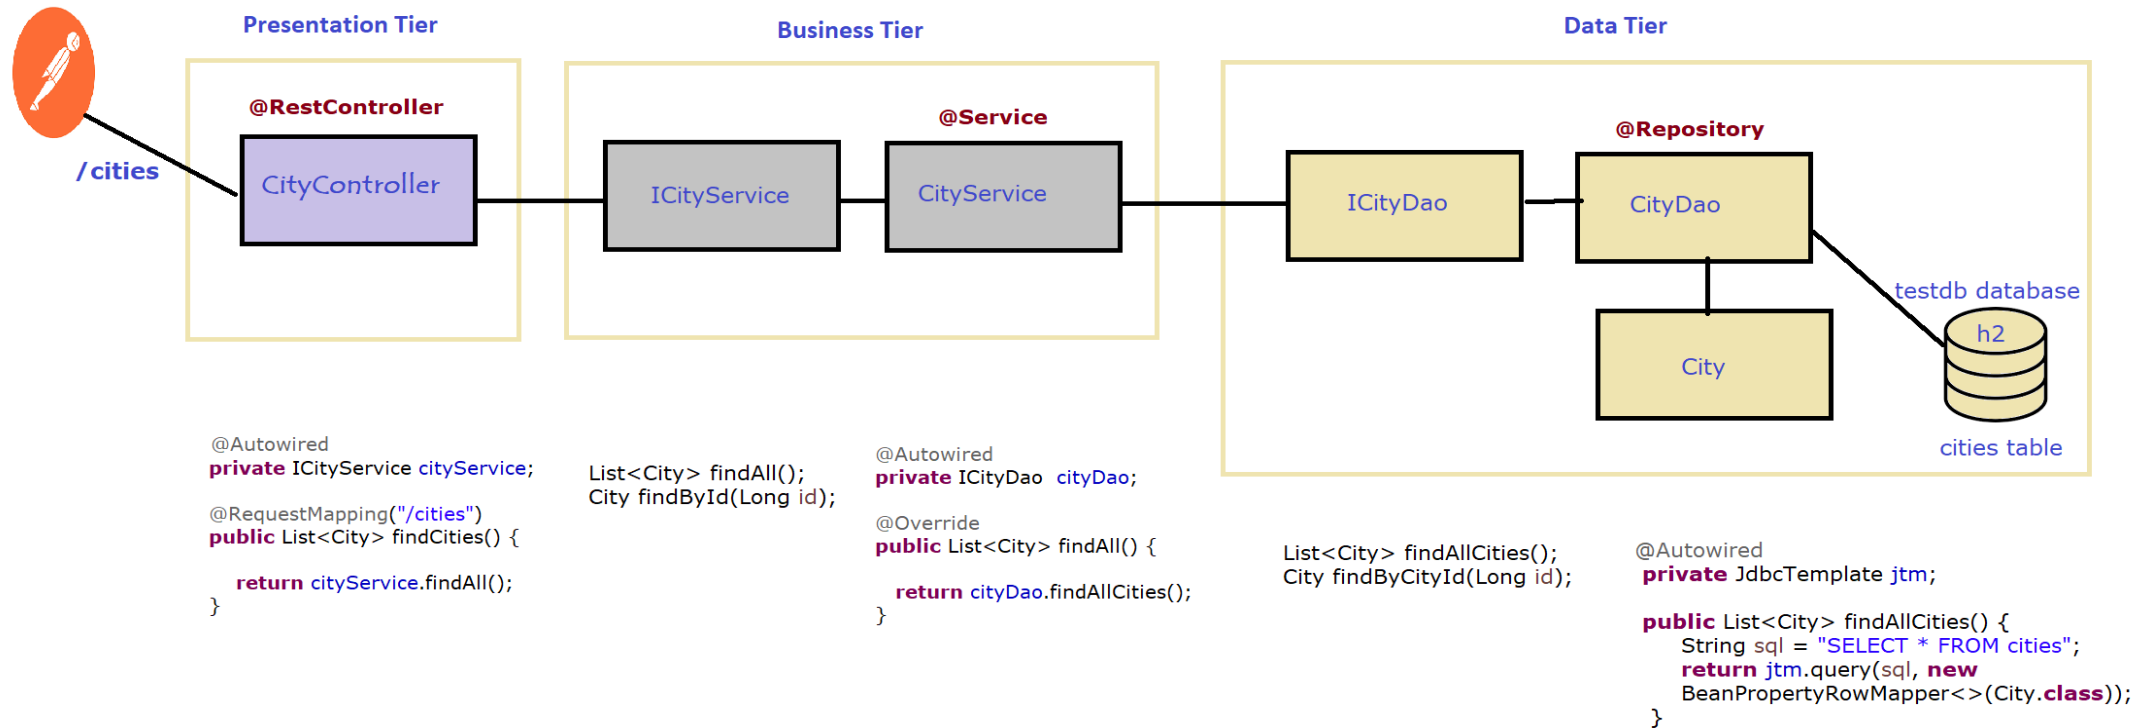 Presentation Tier
Business Tier
Data Tier
@RestController
@Service
@Repository
/cities
CityController
ICityService
CityService
ICityDao
CityDao
testdb database
h2
City
cities table
@Autowired
private ICityService cityService;
@RequestMapping("/cities")
public List<City> findCities() {
return cityService.findAll();
}
List<City> findAll();
City findById(Long id);
@Autowired
private ICityDao cityDao;
@Override
public List<City> findAll() {
return cityDao.findAllCities();
}
List<City> findAllCities();
City findByCityId(Long id);
@Autowired
private JdbcTemplate jtm;
public List<City> findAllCities() {
String sql = "SELECT * FROM cities";
return jtm.query(sql, new
BeanPropertyRowMapper<>(City.class));
}